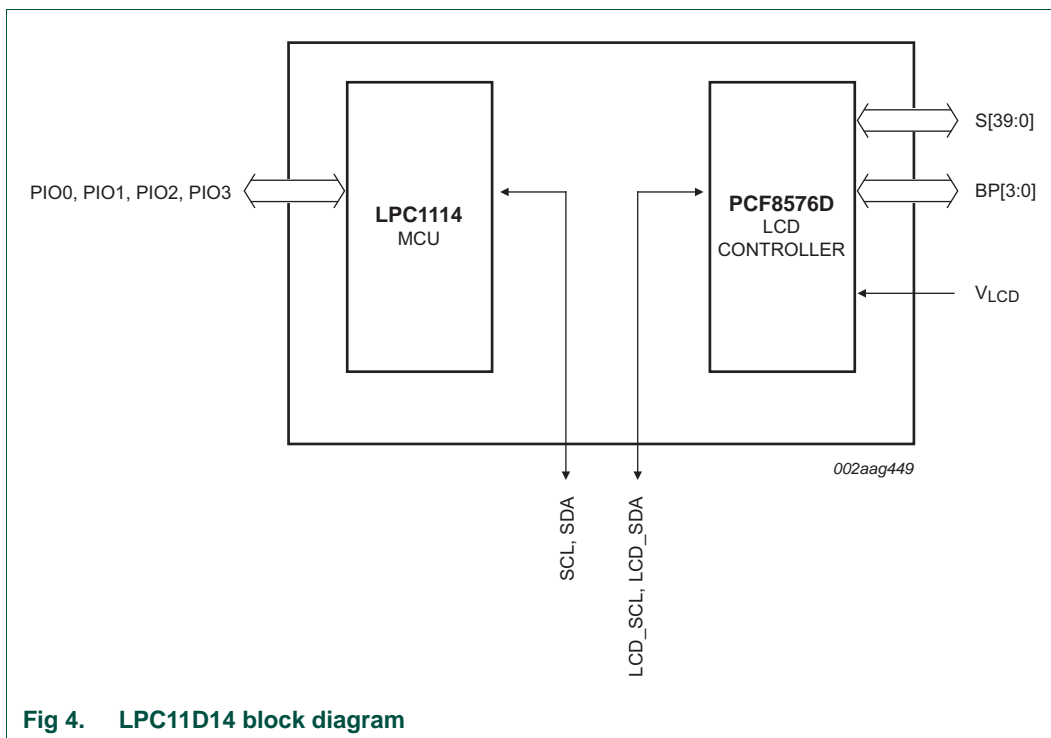 S[39:0]
PIO0, PIO1, PIO2, PIO3
LPC1114
MCU
PCF8576D
LCD
CONTROLLER
BP[3:0]
VLCD
002aag449
SCL, SDA
LCD_SCL, LCD_SDA
Fig 4. LPC11D14 block diagram